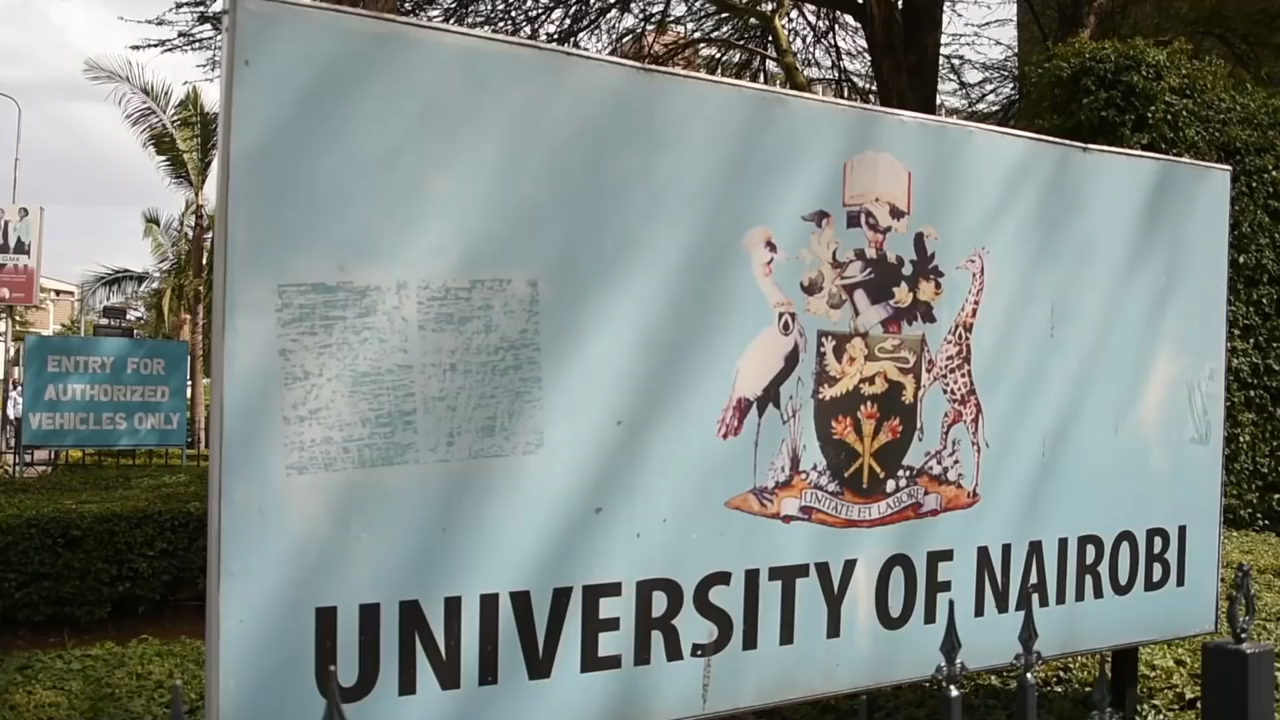 G.M.K
ENTRY FOR
AUTHORIZED
VEHICLES ONLY
UNITATE ET LABORE
UNIVERSITY OF NAIROBI